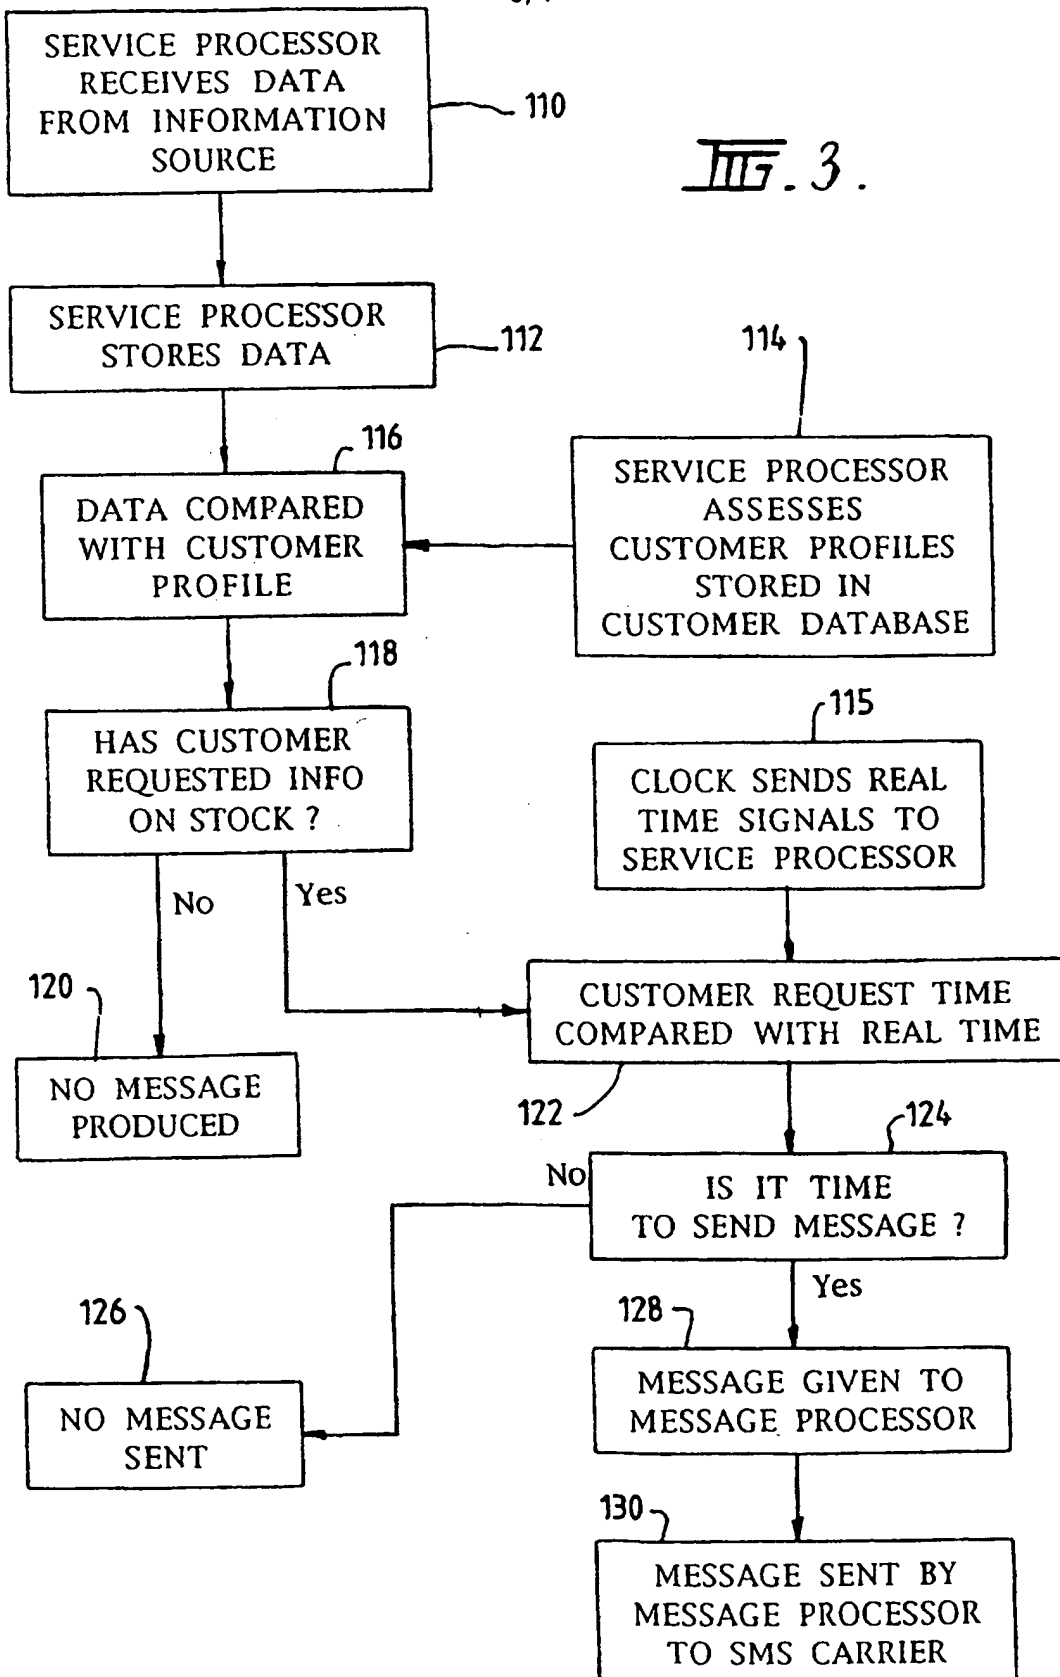 SERVICE PROCESSOR
RECEIVES DATA
FROM INFORMATION
SOURCE
110
FIG. 3.
SERVICE PROCESSOR
STORES DATA
112
114
116
DATA COMPARED
WITH CUSTOMER
PROFILE
SERVICE PROCESSOR
ASSESSES
CUSTOMER PROFILES
STORED IN
CUSTOMER DATABASE
118
HAS CUSTOMER
REQUESTED INFO
ON STOCK ?
115
CLOCK SENDS REAL
TIME SIGNALS TO
SERVICE PROCESSOR
No
Yes
120
NO MESSAGE
PRODUCED
CUSTOMER REQUEST TIME
COMPARED WITH REAL TIME
122
124
No
IS IT TIME
TO SEND MESSAGE ?
Yes
126
NO MESSAGE
SENT
128
MESSAGE GIVEN TO
MESSAGE PROCESSOR
130
MESSAGE SENT BY
MESSAGE PROCESSOR
TO SMS CARRIER